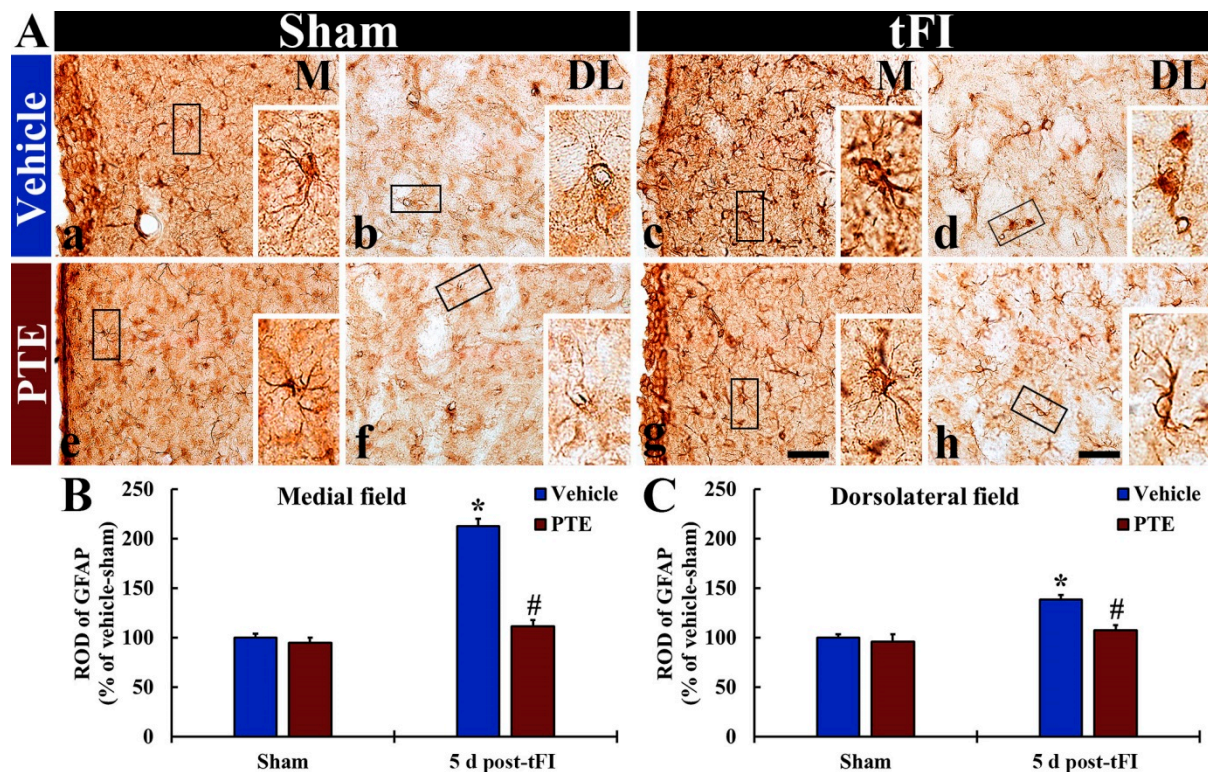 A
Sham
tFI
Vehicle
M
DL
M
DL
a
b
c
d
PTE
e
f
g
h
B
Medial field
Vehicle
PTE
ROD of GFAP
(% of vehicle-sham)
250
200
150
100
50
0
*
#
Sham
5 d post-tFI
C
Dorsolateral field
Vehicle
PTE
ROD of GFAP
(% of vehicle-sham)
250
200
150
100
50
0
*
#
Sham
5 d post-tFI